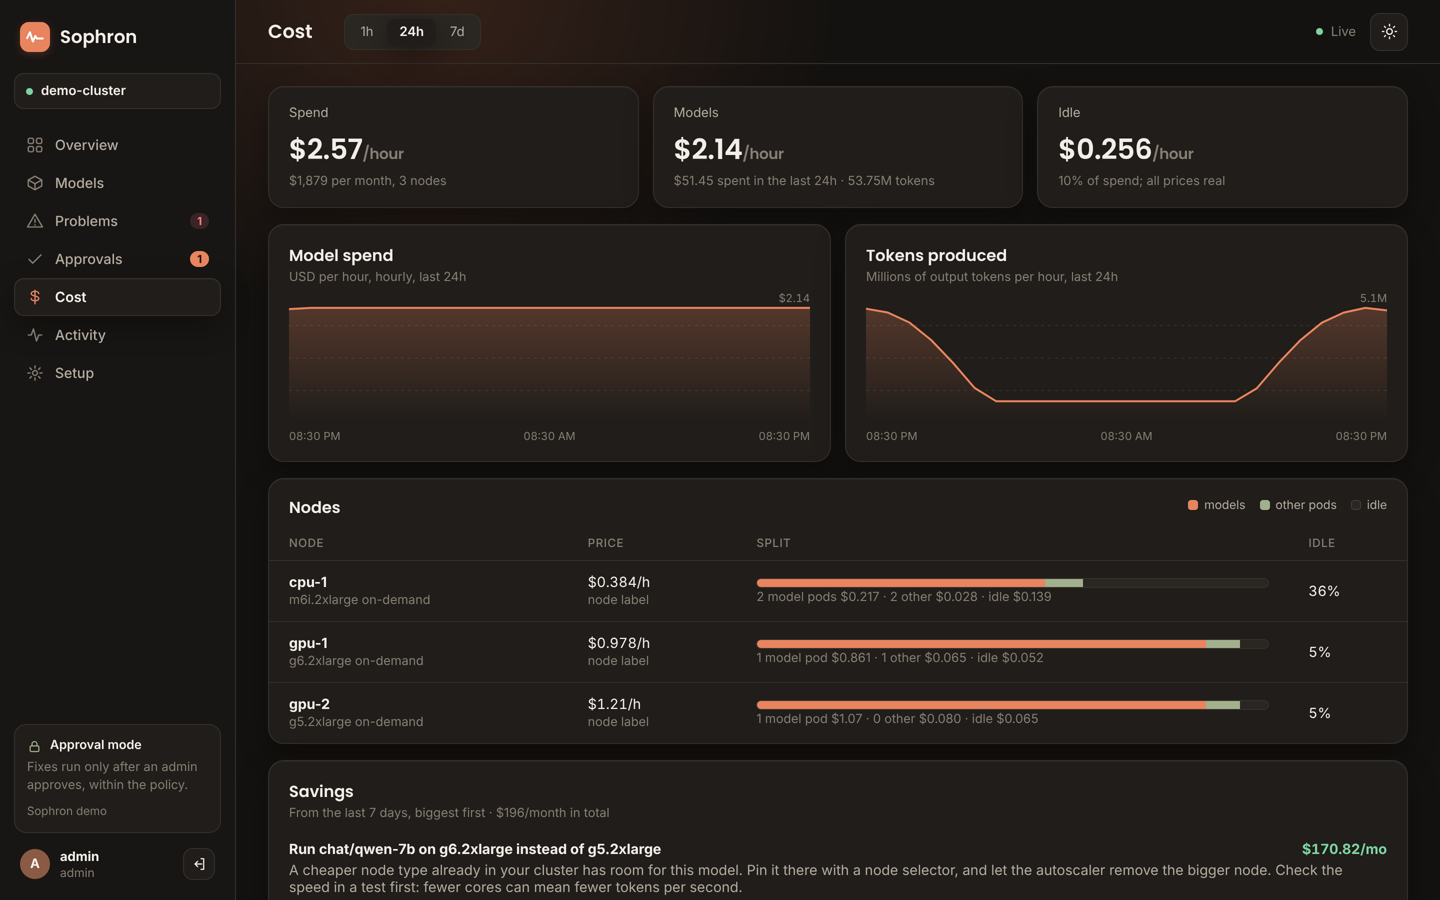 Sophron
Cost
1h
24h
7d
Live
demo-cluster
Overview
Models
Problems
1
Approvals
1
Cost
Activity
Setup
Approval mode
Fixes run only after an admin
approves, within the policy.
Sophron demo
A
admin
admin
Spend
$2.57/hour
$1,879 per month, 3 nodes
Models
$2.14/hour
$51.45 spent in the last 24h · 53.75M tokens
Idle
$0.256/hour
10% of spend; all prices real
Model spend
USD per hour, hourly, last 24h
$2.14
08:30 PM
08:30 AM
08:30 PM
Tokens produced
Millions of output tokens per hour, last 24h
5.1M
08:30 PM
08:30 AM
08:30 PM
Nodes
models
other pods
idle
NODE
PRICE
SPLIT
IDLE
cpu-1
m6i.2xlarge on-demand
$0.384/h
node label
2 model pods $0.217 · 2 other $0.028 · idle $0.139
36%
gpu-1
g6.2xlarge on-demand
$0.978/h
node label
1 model pod $0.861 · 1 other $0.065 · idle $0.052
5%
gpu-2
g5.2xlarge on-demand
$1.21/h
node label
1 model pod $1.07 · 0 other $0.080 · idle $0.065
5%
Savings
From the last 7 days, biggest first · $196/month in total
Run chat/qwen-7b on g6.2xlarge instead of g5.2xlarge
$170.82/mo
A cheaper node type already in your cluster has room for this model. Pin it there with a node selector, and let the autoscaler remove the bigger node. Check the
speed in a test first: fewer cores can mean fewer tokens per second.